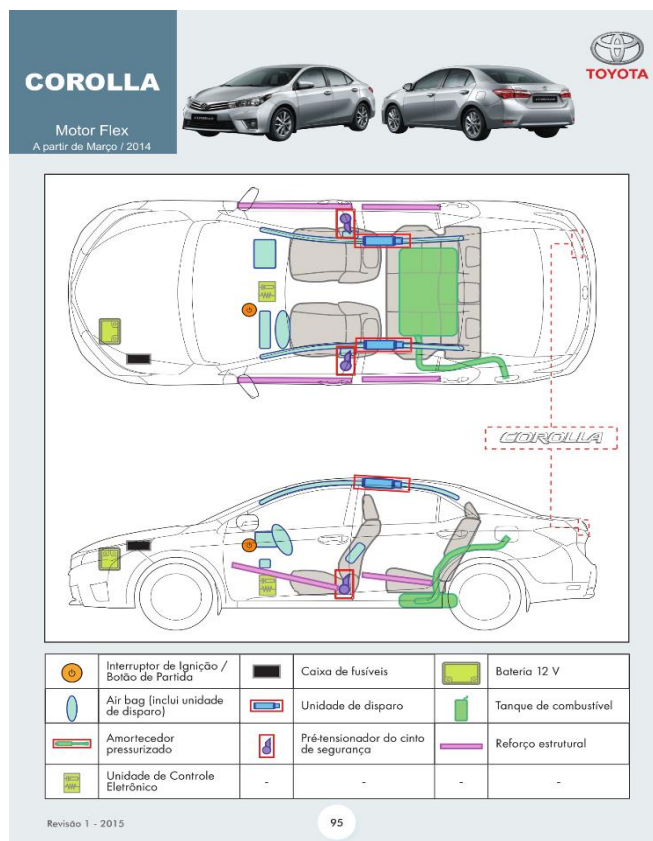 COROLLA
TOYOTA
Motor Flex
A partir de Março / 2014
COROLLA
Interruptor de Ignição /
Botão de Partida
Caixa de fusíveis
Bateria 12 V
Air bag (inclui unidade
de disparo)
Unidade de disparo
Tanque de combustível
Amortecedor
pressurizado
Pré-tensionador do cinto
de segurança
Reforço estrutural
Unidade de Controle
Eletrônico
-
-
-
-
Revisão 1 - 2015
95